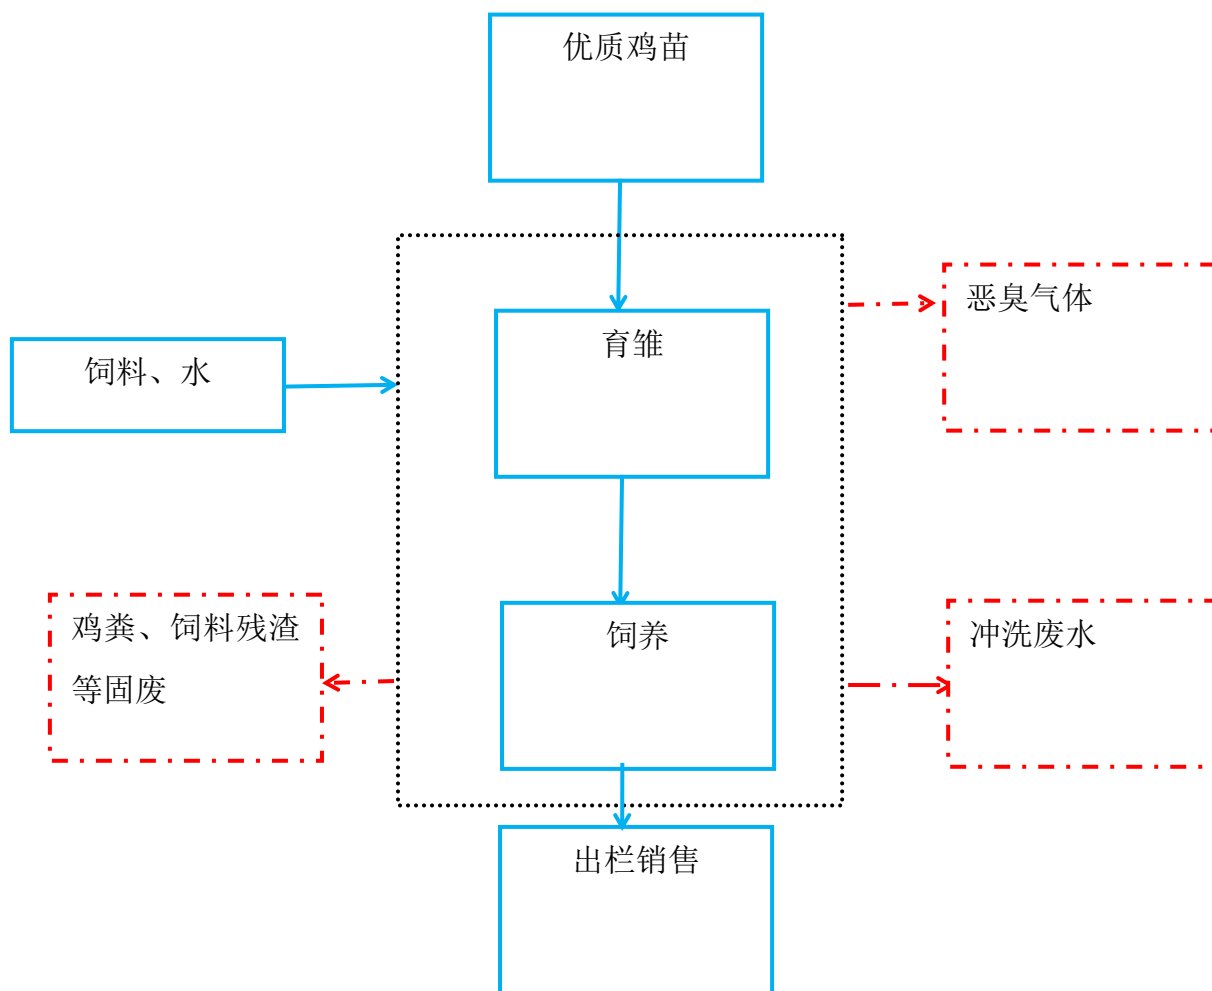 优质鸡苗
恶臭气体
育雏
饲料、水
鸡粪、饲料残渣
等固废
饲养
冲洗废水
出栏销售